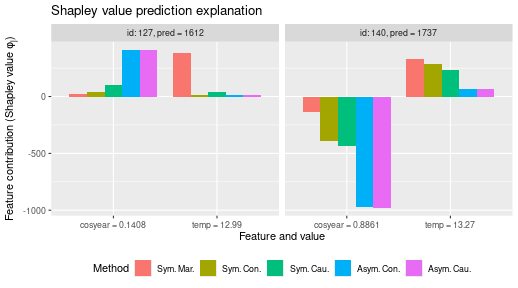 Shapley value prediction explanation
id: 127, pred = 1612
id: 140, pred = 1737
Feature contribution (Shapley value φⱼ)
0
-500
-1000
cosyear = 0.1408
temp = 12.99
cosyear = 0.8861
temp = 13.27
Feature and value
Method
Sym. Mar.
Sym. Con.
Sym. Cau.
Asym. Con.
Asym. Cau.